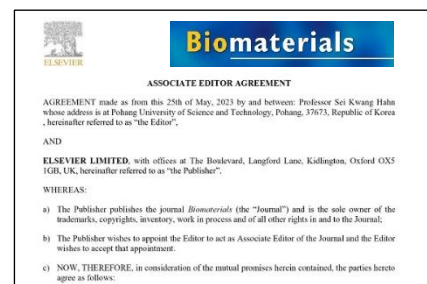 ELSEVIER
Biomaterials
ASSOCIATE EDITOR AGREEMENT
AGREEMENT made as from this 25th of May, 2023 by and between: Professor Sei Kwang Hahn
whose address is at Pohang University of Science and Technology, Pohang, 37673, Republic of Korea
, hereinafter referred to as “the Editor”,
AND
ELSEVIER LIMITED, with offices at The Boulevard, Langford Lane, Kidlington, Oxford OX5
1GB, UK, hereinafter referred to as “the Publisher”.
WHEREAS:
a) The Publisher publishes the journal Biomaterials (the “Journal”) and is the sole owner of the
trademarks, copyrights, inventory, work in process and of all other rights in and to the Journal;
b) The Publisher wishes to appoint the Editor to act as Associate Editor of the Journal and the Editor
wishes to accept that appointment.
c) NOW, THEREFORE, in consideration of the mutual promises herein contained, the parties hereto
agree as follows: